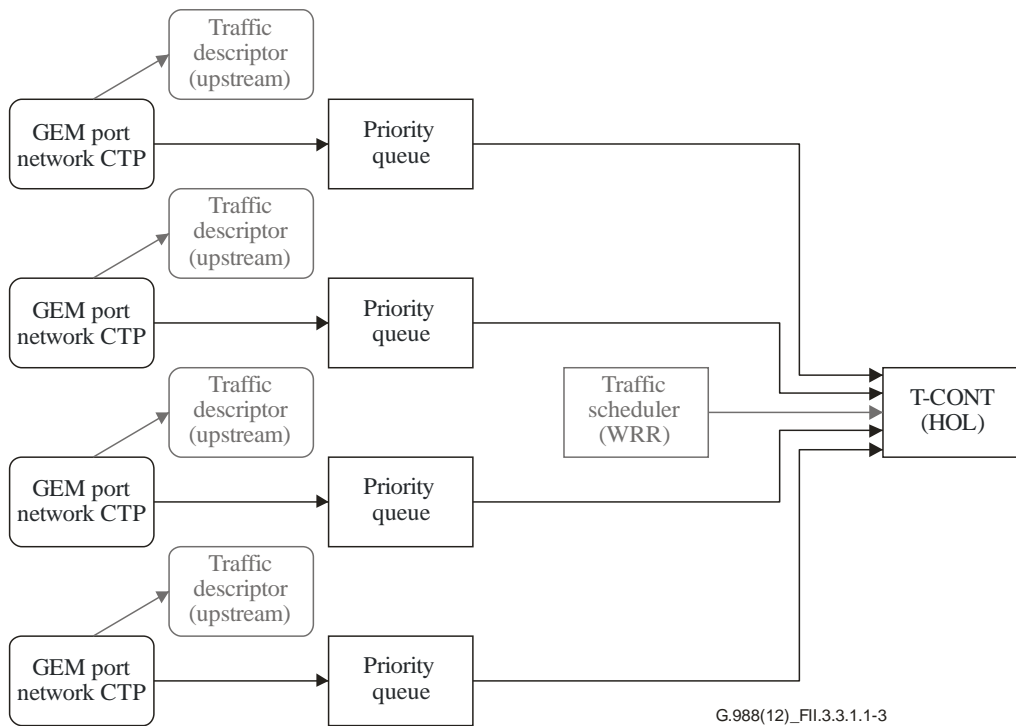 Traffic
descriptor
(upstream)
GEM port
network CTP
Priority
queue
Traffic
descriptor
(upstream)
GEM port
network CTP
Priority
queue
Traffic
descriptor
(upstream)
Traffic
scheduler
(WRR)
T-CONT
(HOL)
GEM port
network CTP
Priority
queue
Traffic
descriptor
(upstream)
GEM port
network CTP
Priority
queue
G.988(12)_FII.3.3.1.1-3